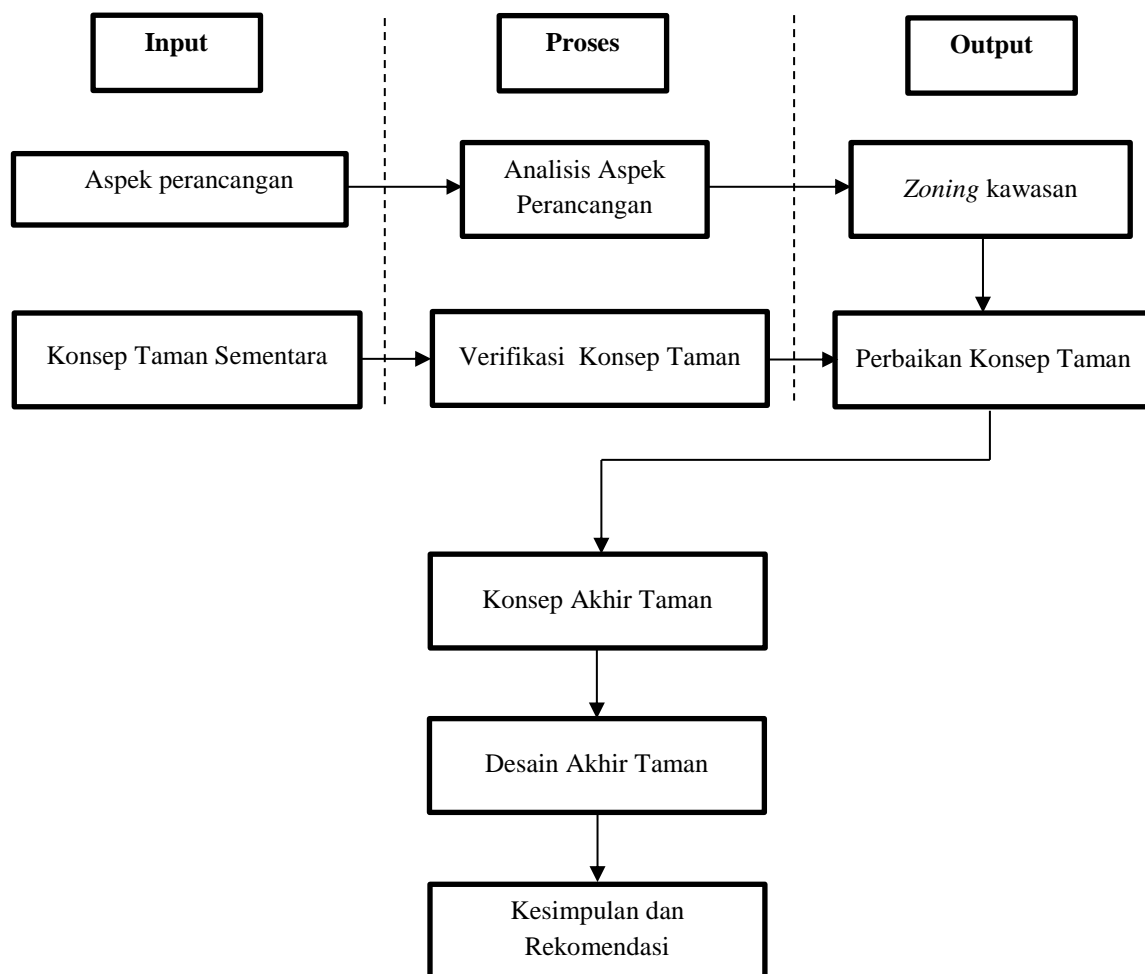 Input
Proses
Output
Aspek perancangan
Analisis Aspek
Perancangan
Zoning kawasan
Konsep Taman Sementara
Verifikasi Konsep Taman
Perbaikan Konsep Taman
Konsep Akhir Taman
Desain Akhir Taman
Kesimpulan dan
Rekomendasi